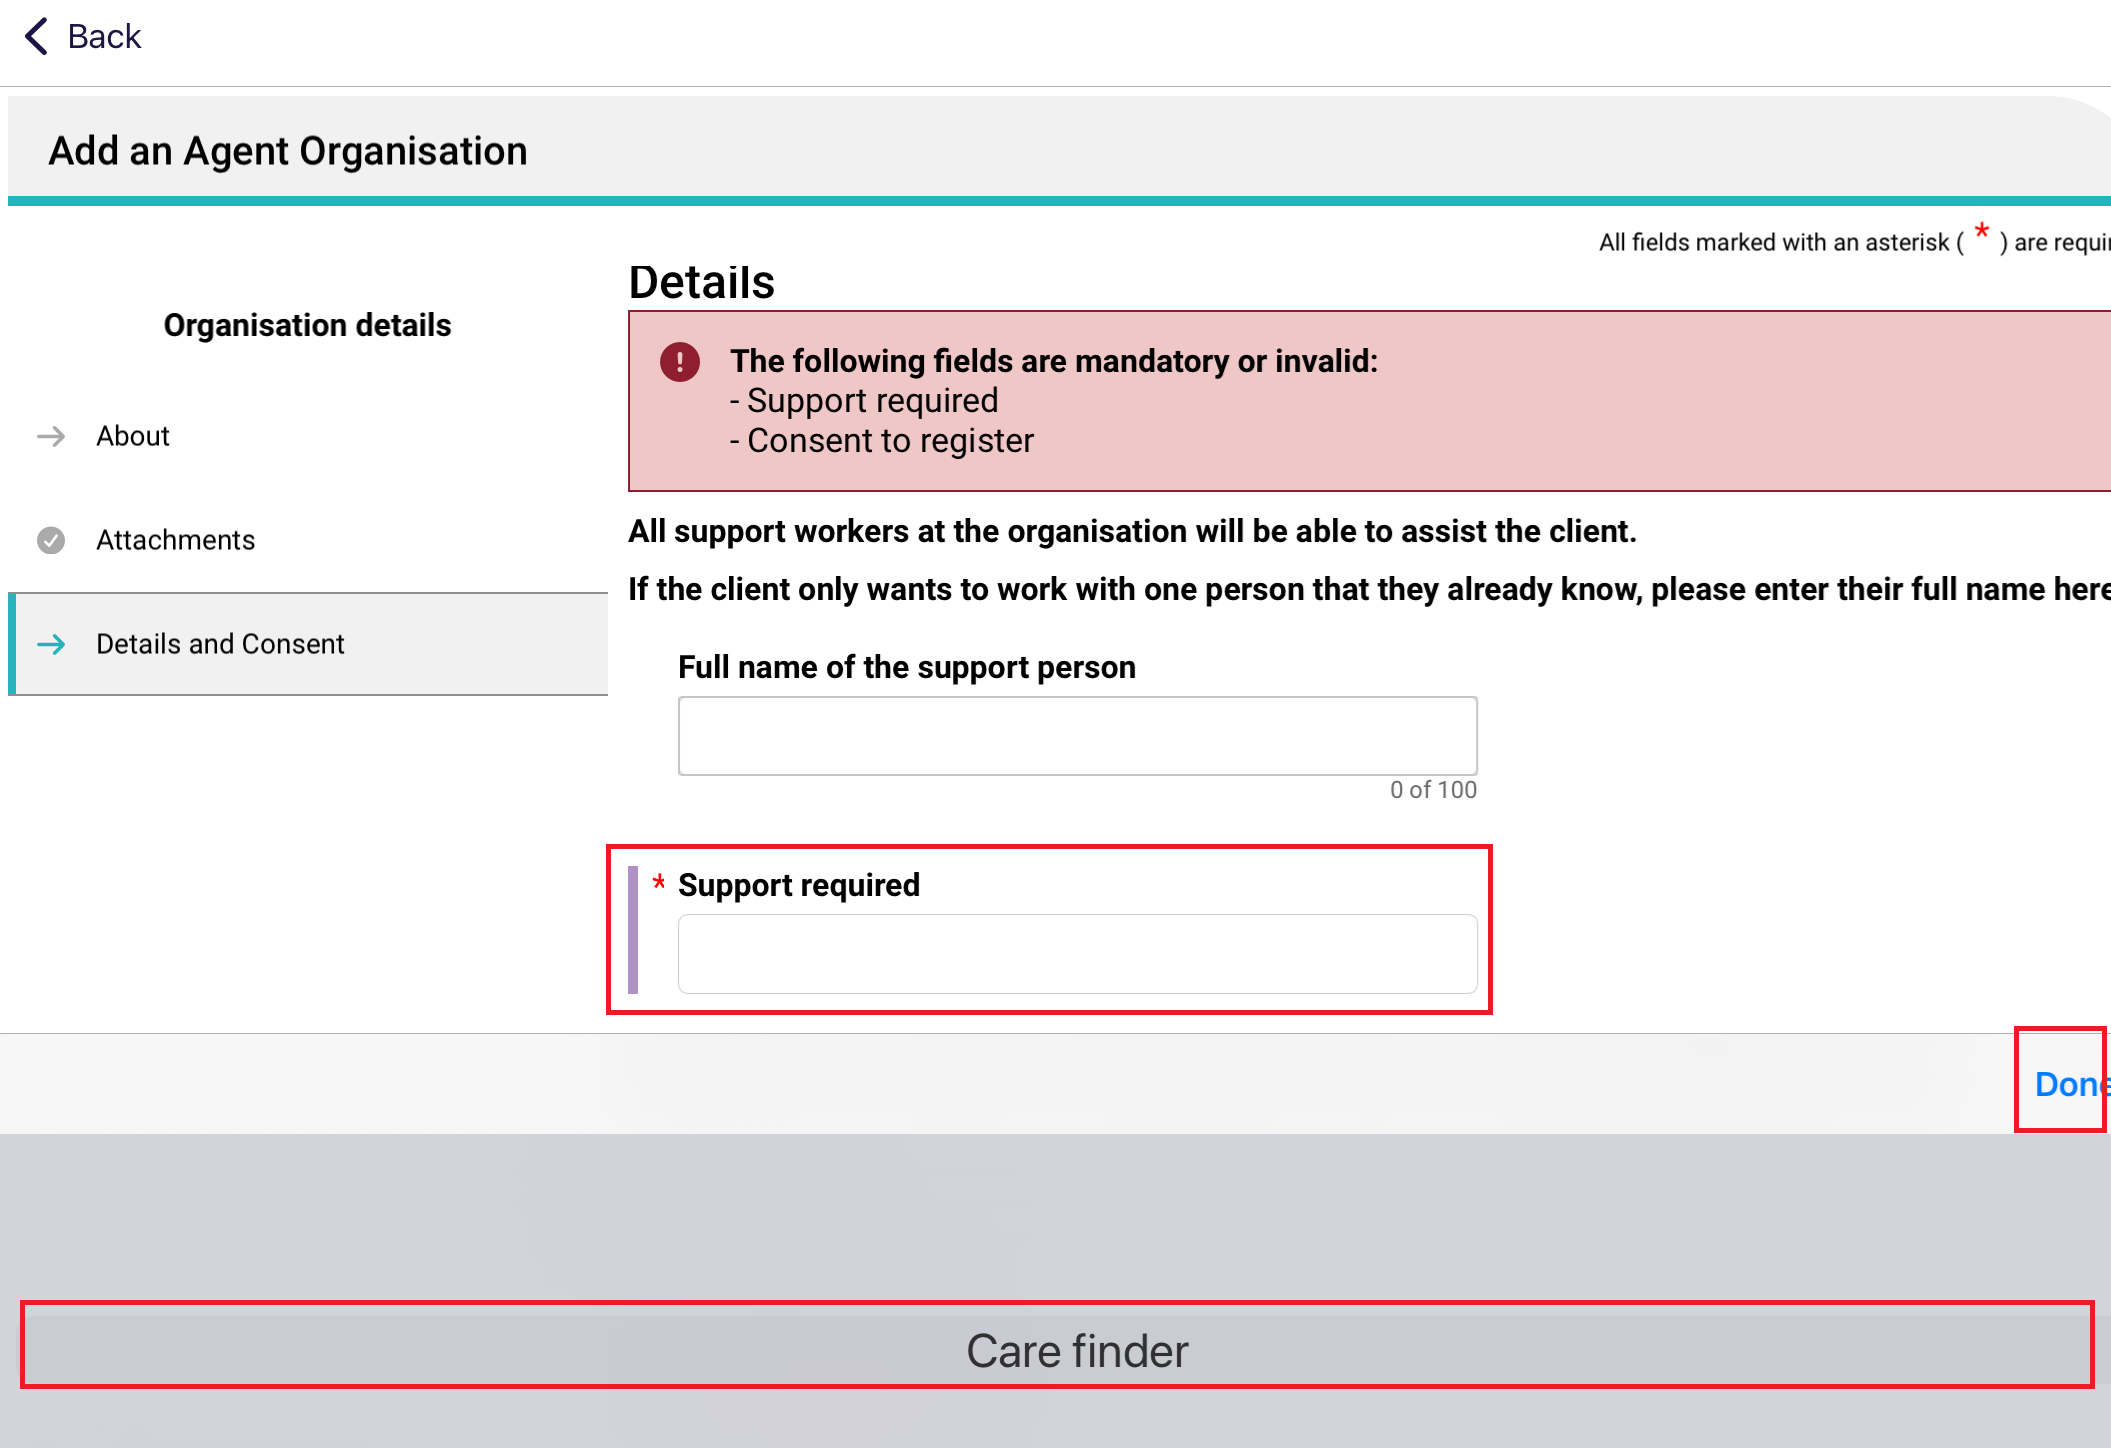 Back
Add an Agent Organisation
All fields marked with an asterisk ( * ) are
Details
Organisation details
The following fields are mandatory or invalid:
- Support required
- Consent to register
About
Attachments
Details and Consent
All support workers at the organisation will be able to assist the client.
If the client only wants to work with one person that they already know, please enter their full name here
Full name of the support person
0 of 100
* Support required
Done
Care finder